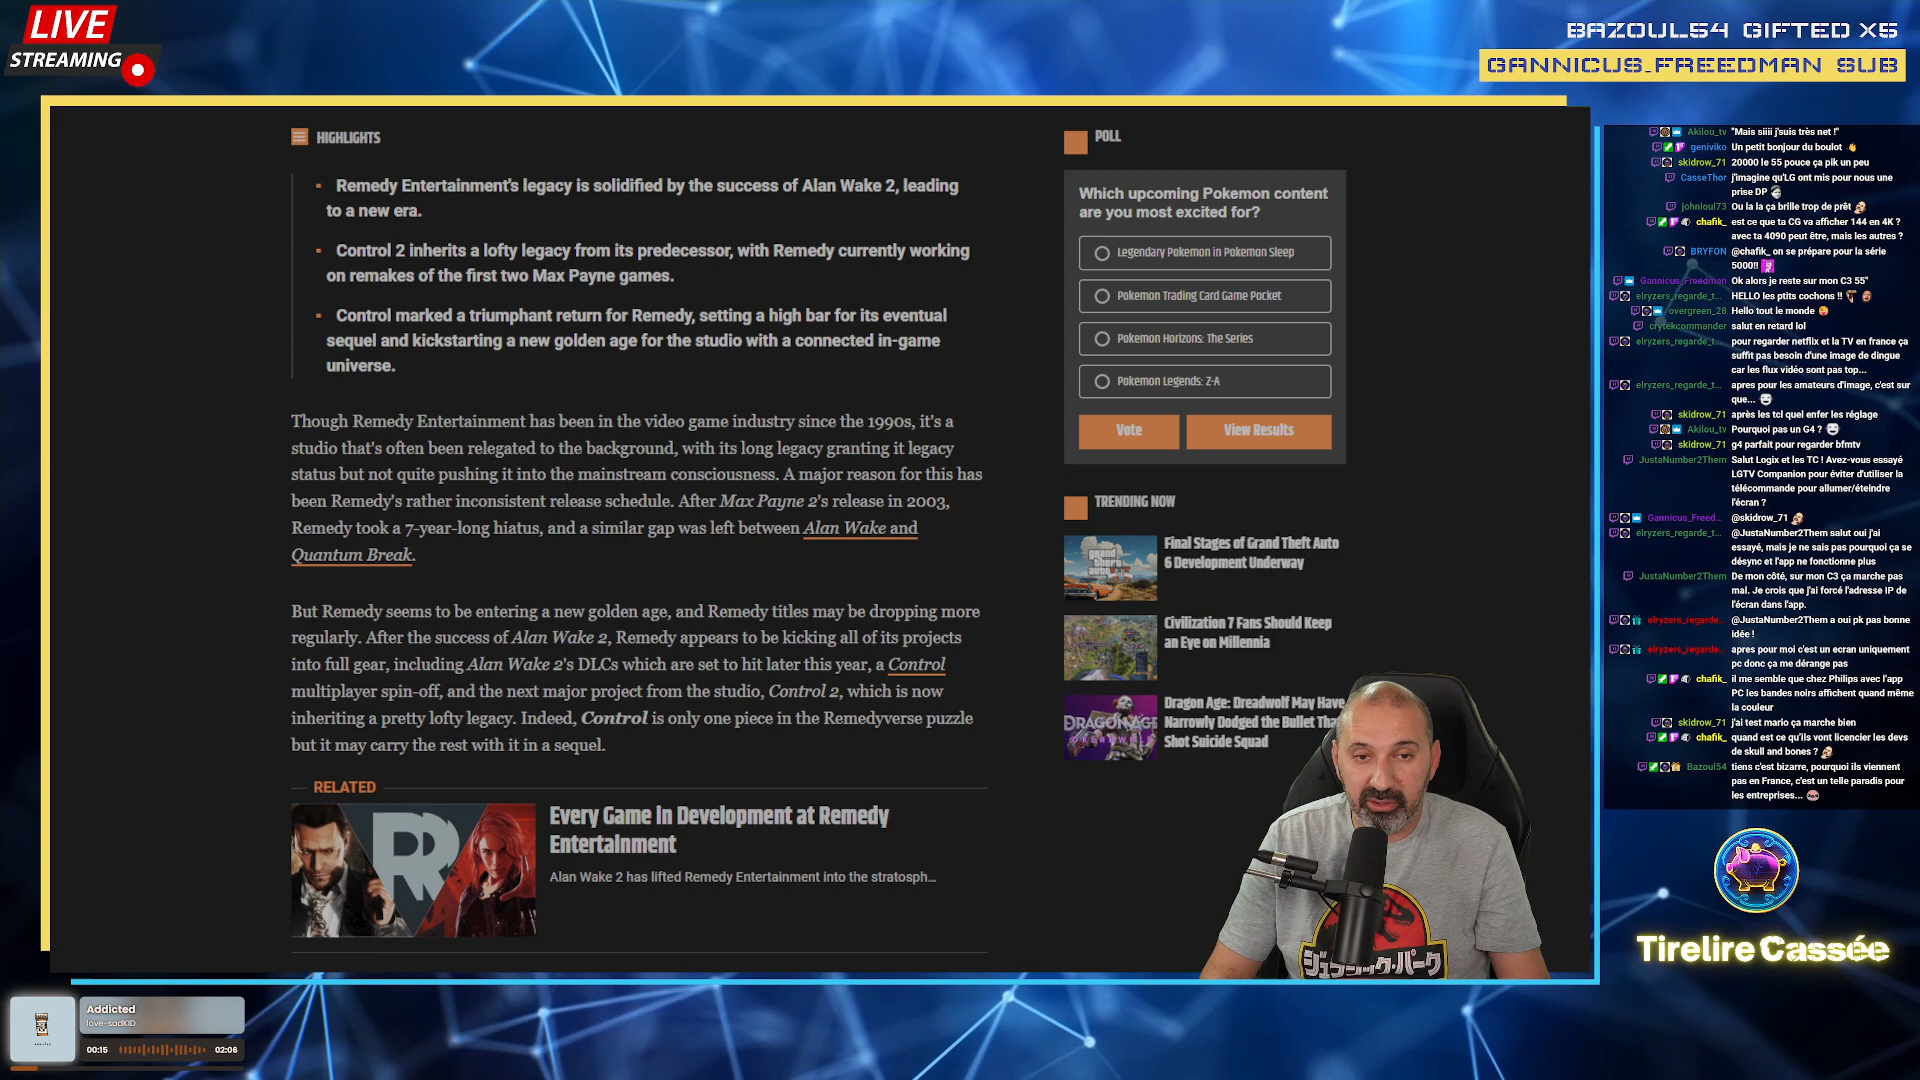 LIVE
STREAMING
BAZOUL54 GIFTED X5
GANNICUS_FREEDMAN SUB
HIGHLIGHTS
Remedy Entertainment's legacy is solidified by the success of Alan Wake 2, leading
to a new era.
Control 2 inherits a lofty legacy from its predecessor, with Remedy currently working
on remakes of the first two Max Payne games.
Control marked a triumphant return for Remedy, setting a high bar for its eventual
sequel and kickstarting a new golden age for the studio with a connected in-game
universe.
Though Remedy Entertainment has been in the video game industry since the 1990s, it's a
studio that's often been relegated to the background, with its long legacy granting it legacy
status but not quite pushing it into the mainstream consciousness. A major reason for this has
been Remedy's rather inconsistent release schedule. After Max Payne 2's release in 2003,
Remedy took a 7-year-long hiatus, and a similar gap was left between Alan Wake and
Quantum Break.
But Remedy seems to be entering a new golden age, and Remedy titles may be dropping more
regularly. After the success of Alan Wake 2, Remedy appears to be kicking all of its projects
into full gear, including Alan Wake 2's DLCs which are set to hit later this year, a Control
multiplayer spin-off, and the next major project from the studio, Control 2, which is now
inheriting a pretty lofty legacy. Indeed, Control is only one piece in the Remedyverse puzzle
but it may carry the rest with it in a sequel.
RELATED
Every Game in Development at Remedy
Entertainment
Alan Wake 2 has lifted Remedy Entertainment into the stratosph...
POLL
Which upcoming Pokemon content
are you most excited for?
Legendary Pokemon in Pokemon Sleep
Pokemon Trading Card Game Pocket
Pokemon Horizons: The Series
Pokemon Legends: Z-A
Vote
View Results
TRENDING NOW
Final Stages of Grand Theft Auto
6 Development Underway
Civilization 7 Fans Should Keep
an Eye on Millennia
Dragon Age: Dreadwolf May Have
Narrowly Dodged the Bullet Tha
Shot Suicide Squad
ジュラシック・パーク
Akilou_tv "Mais siiii j'suis très net !"
geniviko Un petit bonjour du boulot
skidrow_71 20000 le 55 pouce ça pik un peu
CasseThor j'imagine qu'LG ont mis pour nous une
prise DP
johnloul73 Ou la la ça brille trop de prêt
chafik_ est ce que ta CG va afficher 144 en 4K ?
avec ta 4090 peut être, mais les autres ?
BRYFON @chafik_ on se prépare pour la série
5000!!
Gannicus_Freedman Ok alors je reste sur mon C3 55"
elryzers_regarde_t... HELLO les ptits cochons !!
overgreen_28 Hello tout le monde
crytekcommander salut en retard lol
elryzers_regarde_t... pour regarder netflix et la TV en france ça
suffit pas besoin d'une image de dingue
car les flux vidéo sont pas top...
elryzers_regarde_t... apres pour les amateurs d'image, c'est sur
que...
skidrow_71 après les tcl quel enfer les réglage
Akilou_tv Pourquoi pas un G4 ?
skidrow_71 g4 parfait pour regarder bfmtv
JustaNumber2Them Salut Logix et les TC ! Avez-vous essayé
LGTV Companion pour éviter d'utiliser la
télécommande pour allumer/éteindre
l'écran ?
Gannicus_Freed... @skidrow_71
elryzers_regarde_t... @JustaNumber2Them salut oui j'ai
essayé, mais je ne sais pas pourquoi ça se
désync et l'app ne fonctionne plus
JustaNumber2Them De mon côté, sur mon C3 ça marche pas
mal. Je crois que j'ai forcé l'adresse IP de
l'écran dans l'app.
elryzers_regarde... @JustaNumber2Them a oui pk pas bonne
idée !
elryzers_regarde... apres pour moi c'est un ecran uniquement
pc donc ça me dérange pas
chafik_ il me semble que chez Philips avec l'app
PC les bandes noirs affichent quand même
la couleur
skidrow_71 j'ai test mario ça marche bien
chafik_ quand est ce qu'ils vont licencier les devs
de skull and bones ?
Bazoul54 tiens c'est bizarre, pourquoi ils viennent
pas en France, c'est un telle paradis pour
les entreprises...
Tirelire Cassée
Addicted
love-sadKID
00:15
02:06